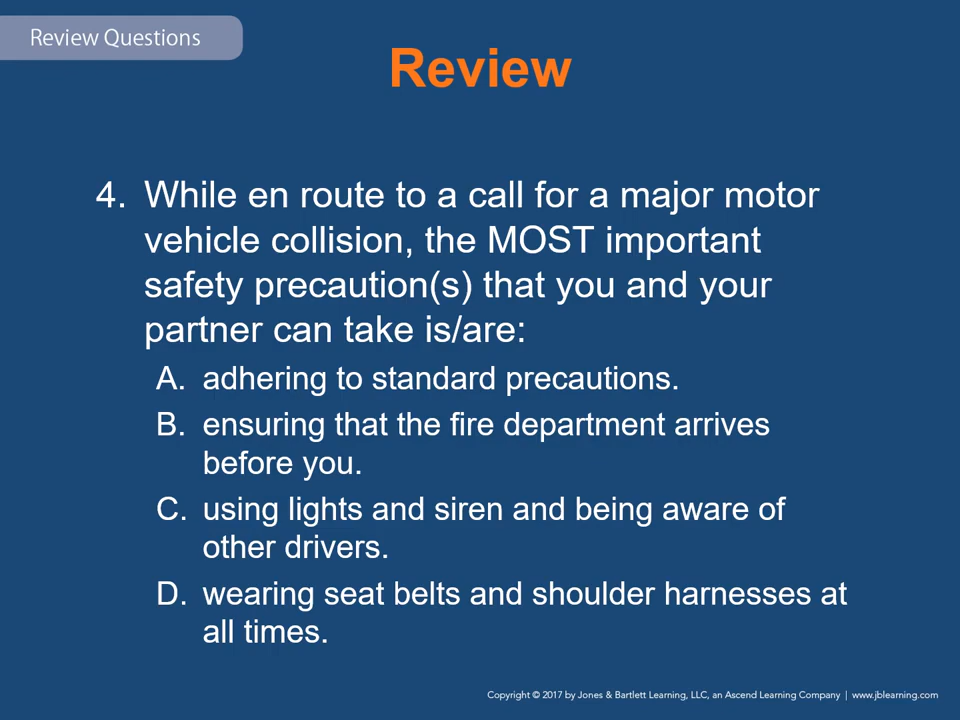 Review Questions
Review
4. While en route to a call for a major motor
vehicle collision, the MOST important
safety precaution(s) that you and your
partner can take is/are:
A. adhering to standard precautions.
B. ensuring that the fire department arrives
before you.
C. using lights and siren and being aware of
other drivers.
D. wearing seat belts and shoulder harnesses at
all times.
Copyright © 2017 by Jones & Bartlett Learning, LLC, an Ascend Learning Company | www.jblearning.com